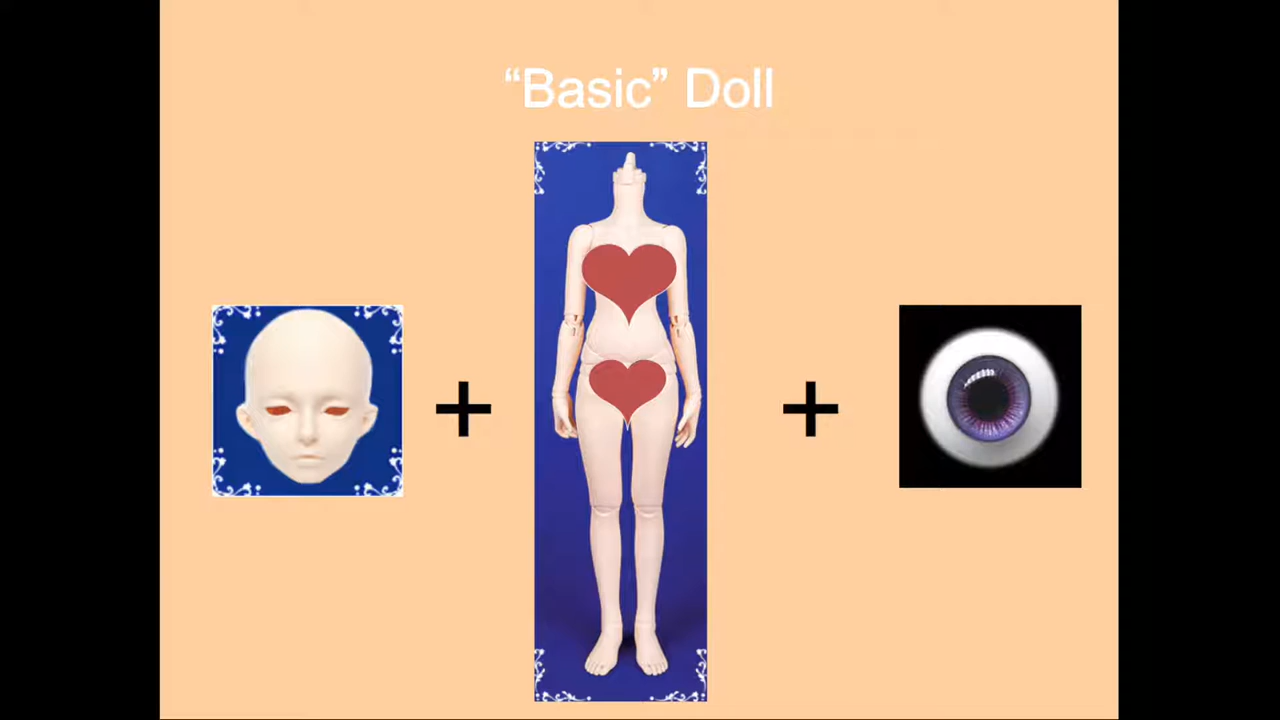 “Basic” Doll
+ +